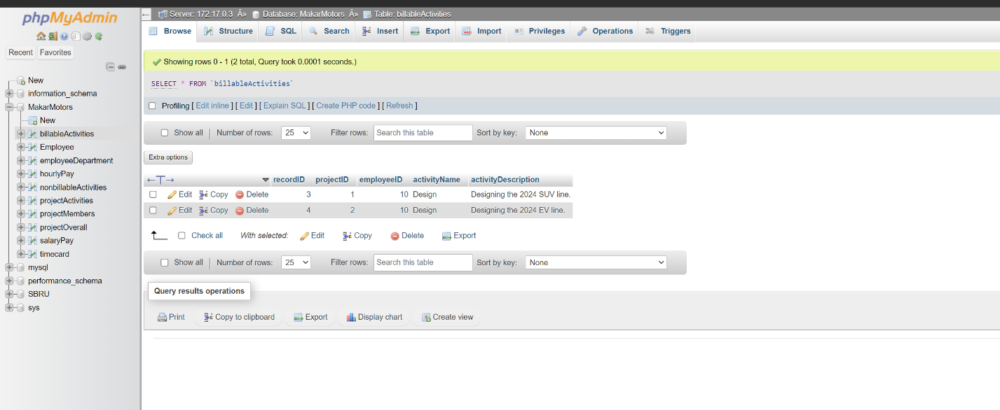 phpMyAdmin
Recent Favorites
New
information_schema
MakarMotors
New
billableActivities
Employee
employeeDepartment
hourlyPay
nonbillableActivities
projectActivities
projectMembers
projectOverall
salaryPay
timecard
mysql
performance_schema
SBRU
sys
Server: 172.17.0.3 Â» Database: MakarMotors Â» Table: billableActivities
Browse Structure SQL Search Insert Export Import Privileges Operations Triggers
Showing rows 0 - 1 (2 total, Query took 0.0001 seconds.)
SELECT * FROM `billableActivities`
Profiling [ Edit inline ] [ Edit ] [ Explain SQL ] [ Create PHP code ] [ Refresh ]
Show all Number of rows: 25 Filter rows: Search this table Sort by key: None
Extra options
←T→ recordID projectID employeeID activityName activityDescription
Edit Copy Delete 3 1 10 Design Designing the 2024 SUV line.
Edit Copy Delete 4 2 10 Design Designing the 2024 EV line.
Check all With selected: Edit Copy Delete Export
Show all Number of rows: 25 Filter rows: Search this table Sort by key: None
Query results operations
Print Copy to clipboard Export Display chart Create view